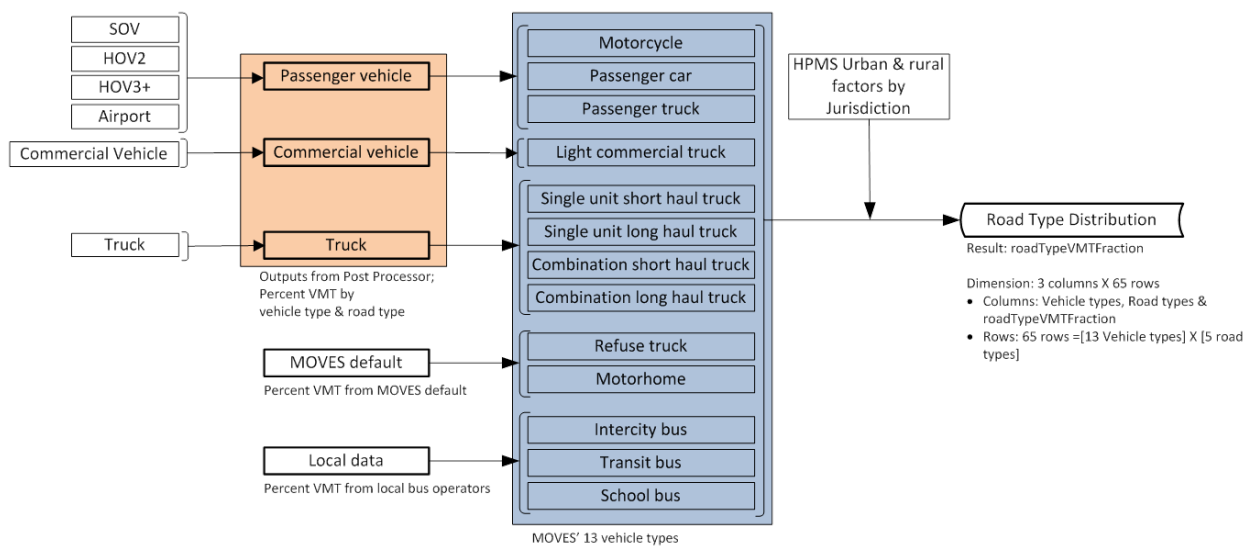 SOV
HOV2
HOV3+
Airport
Commercial Vehicle
Truck
Passenger vehicle
Commercial vehicle
Truck
Outputs from Post Processor;
Percent VMT by
vehicle type & road type
MOVES default
Percent VMT from MOVES default
Local data
Percent VMT from local bus operators
Motorcycle
Passenger car
Passenger truck
Light commercial truck
Single unit short haul truck
Single unit long haul truck
Combination short haul truck
Combination long haul truck
Refuse truck
Motorhome
Intercity bus
Transit bus
School bus
MOVES' 13 vehicle types
HPMS Urban & rural
factors by
Jurisdiction
Road Type Distribution
Result: roadTypeVMTFraction
Dimension: 3 columns X 65 rows
• Columns: Vehicle types, Road types &
roadTypeVMTFraction
• Rows: 65 rows =[13 Vehicle types] X [5 road
types]